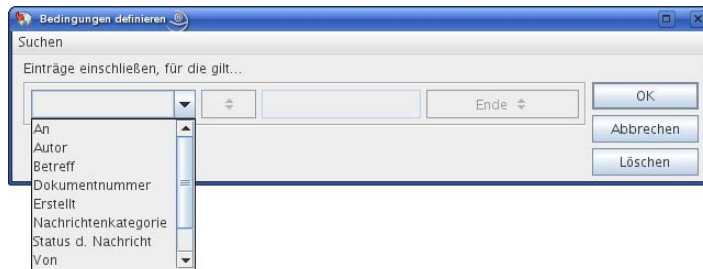 Bedingungen definieren
Suchen
Einträge einschließen, für die gilt...
Ende
OK
Abbrechen
Löschen
An
Autor
Betreff
Dokumentnummer
Erstellt
Nachrichtenkategorie
Status d. Nachricht
Von